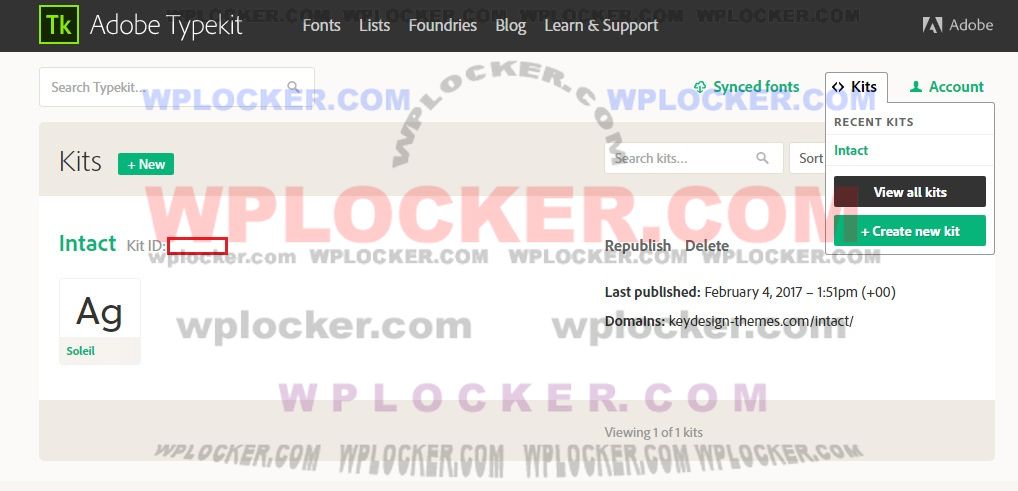 WPLOCKER.COM WPLOCKER.COM WPLOCKER.COM WPLOCKER.COM
Tk Adobe Typekit Fonts Lists Foundries Blog Learn & Support Adobe
WPLOCKER.COM
Search Typekit... Synced fonts Kits Account
WPLOCKER.COM WPLOCKER.COM WPLOCKER.COM
RECENT KITS
Intact
Kits + New Search kits... Sort
View all kits
WPLOCKER.COM
+ Create new kit
Intact Kit ID: Republish Delete
wplocker.com WPLOCKER.COM WPLOCKER.COM WPLOCKER.COM
Ag Last published: February 4, 2017 – 1:51pm (+00)
Domains: keydesign-themes.com/intact/
wplocker.com wplocker.com
Soleil
WPLOCKER.COM
Viewing 1 of 1 kits
WPLOCKER.COM WPLOCKER.COM WPLOCKER.COM WPLOCKER.COM